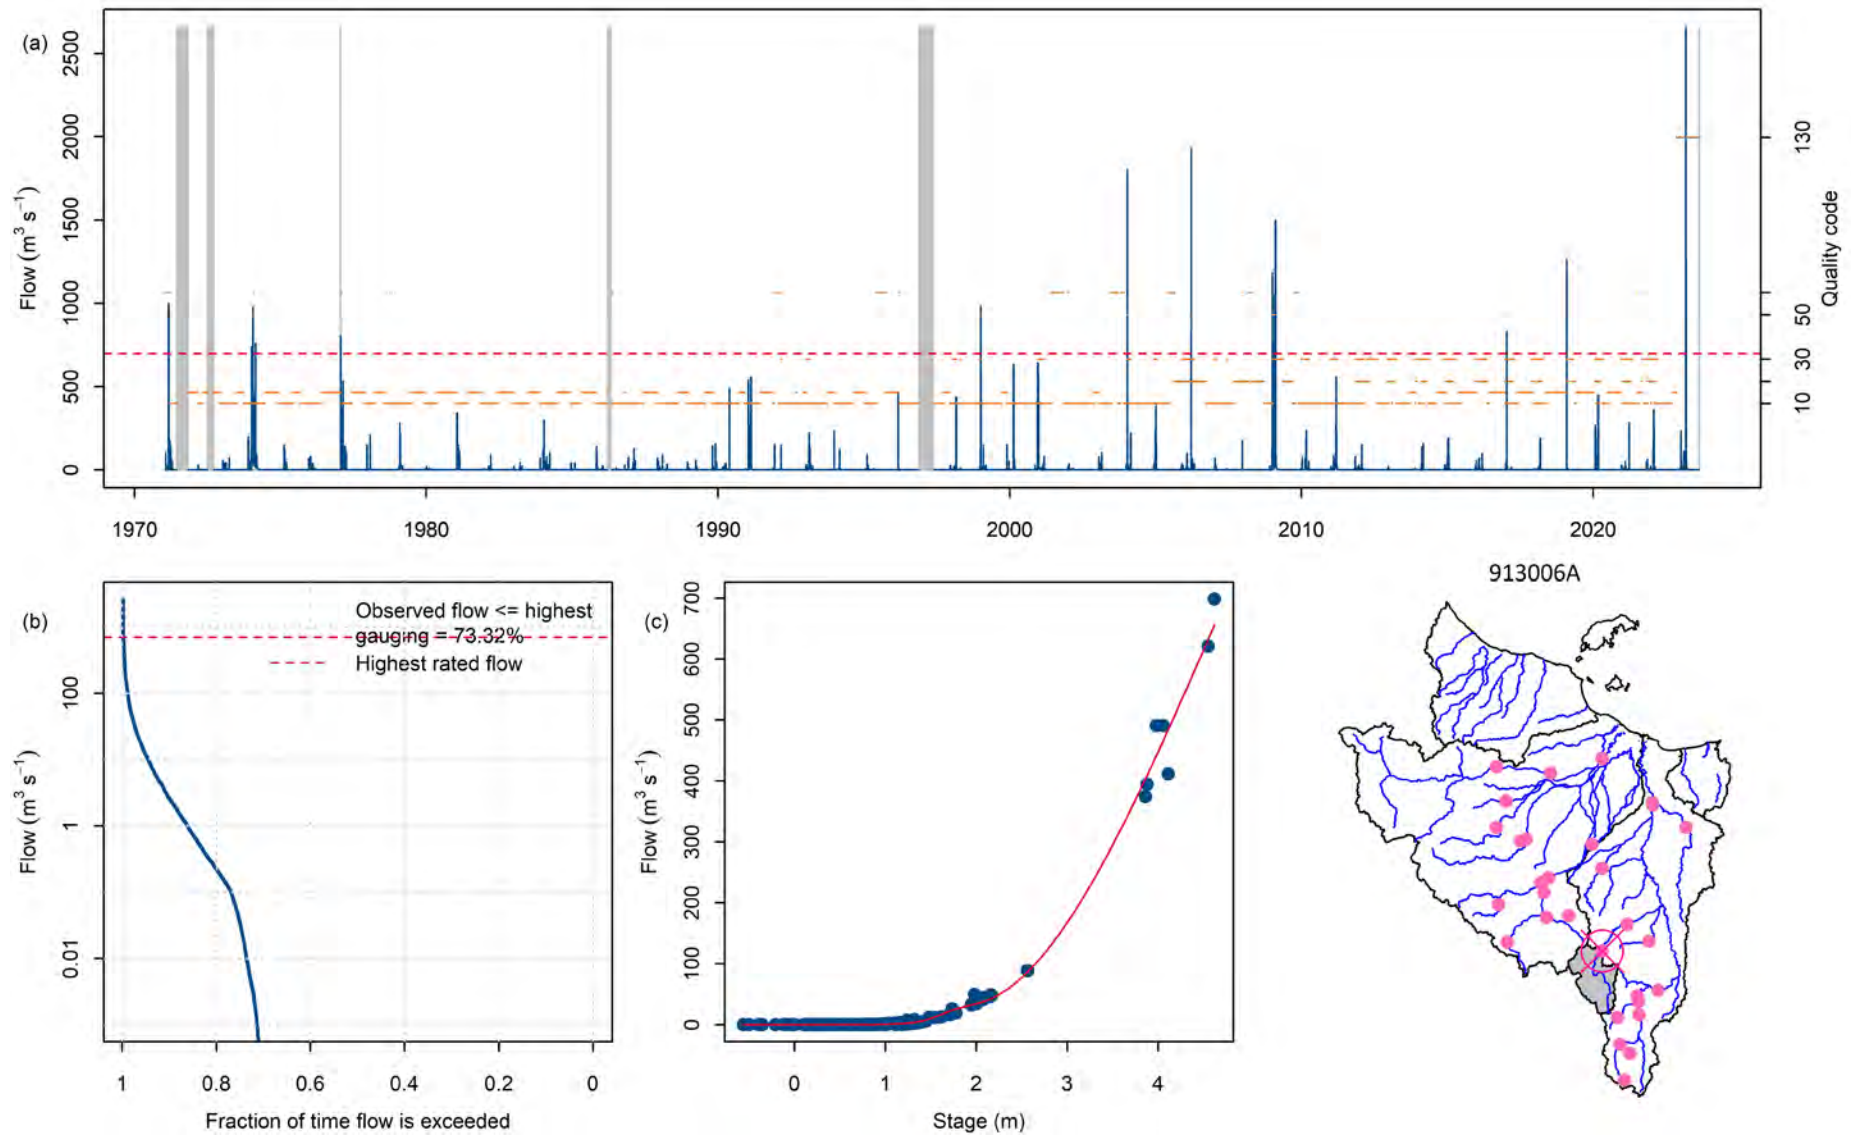 (a)
Flow (m³ s⁻¹)
2500
2000
1500
1000
500
0
Quality code
130
50
30
10
1970 1980 1990 2000 2010 2020
(b)
Flow (m³ s⁻¹)
100
1
0.01
Observed flow <= highest
gauging = 73.32%
Highest rated flow
1 0.8 0.6 0.4 0.2 0
Fraction of time flow is exceeded
(c)
Flow (m³ s⁻¹)
700
600
500
400
300
200
100
0
0 1 2 3 4
Stage (m)
913006A